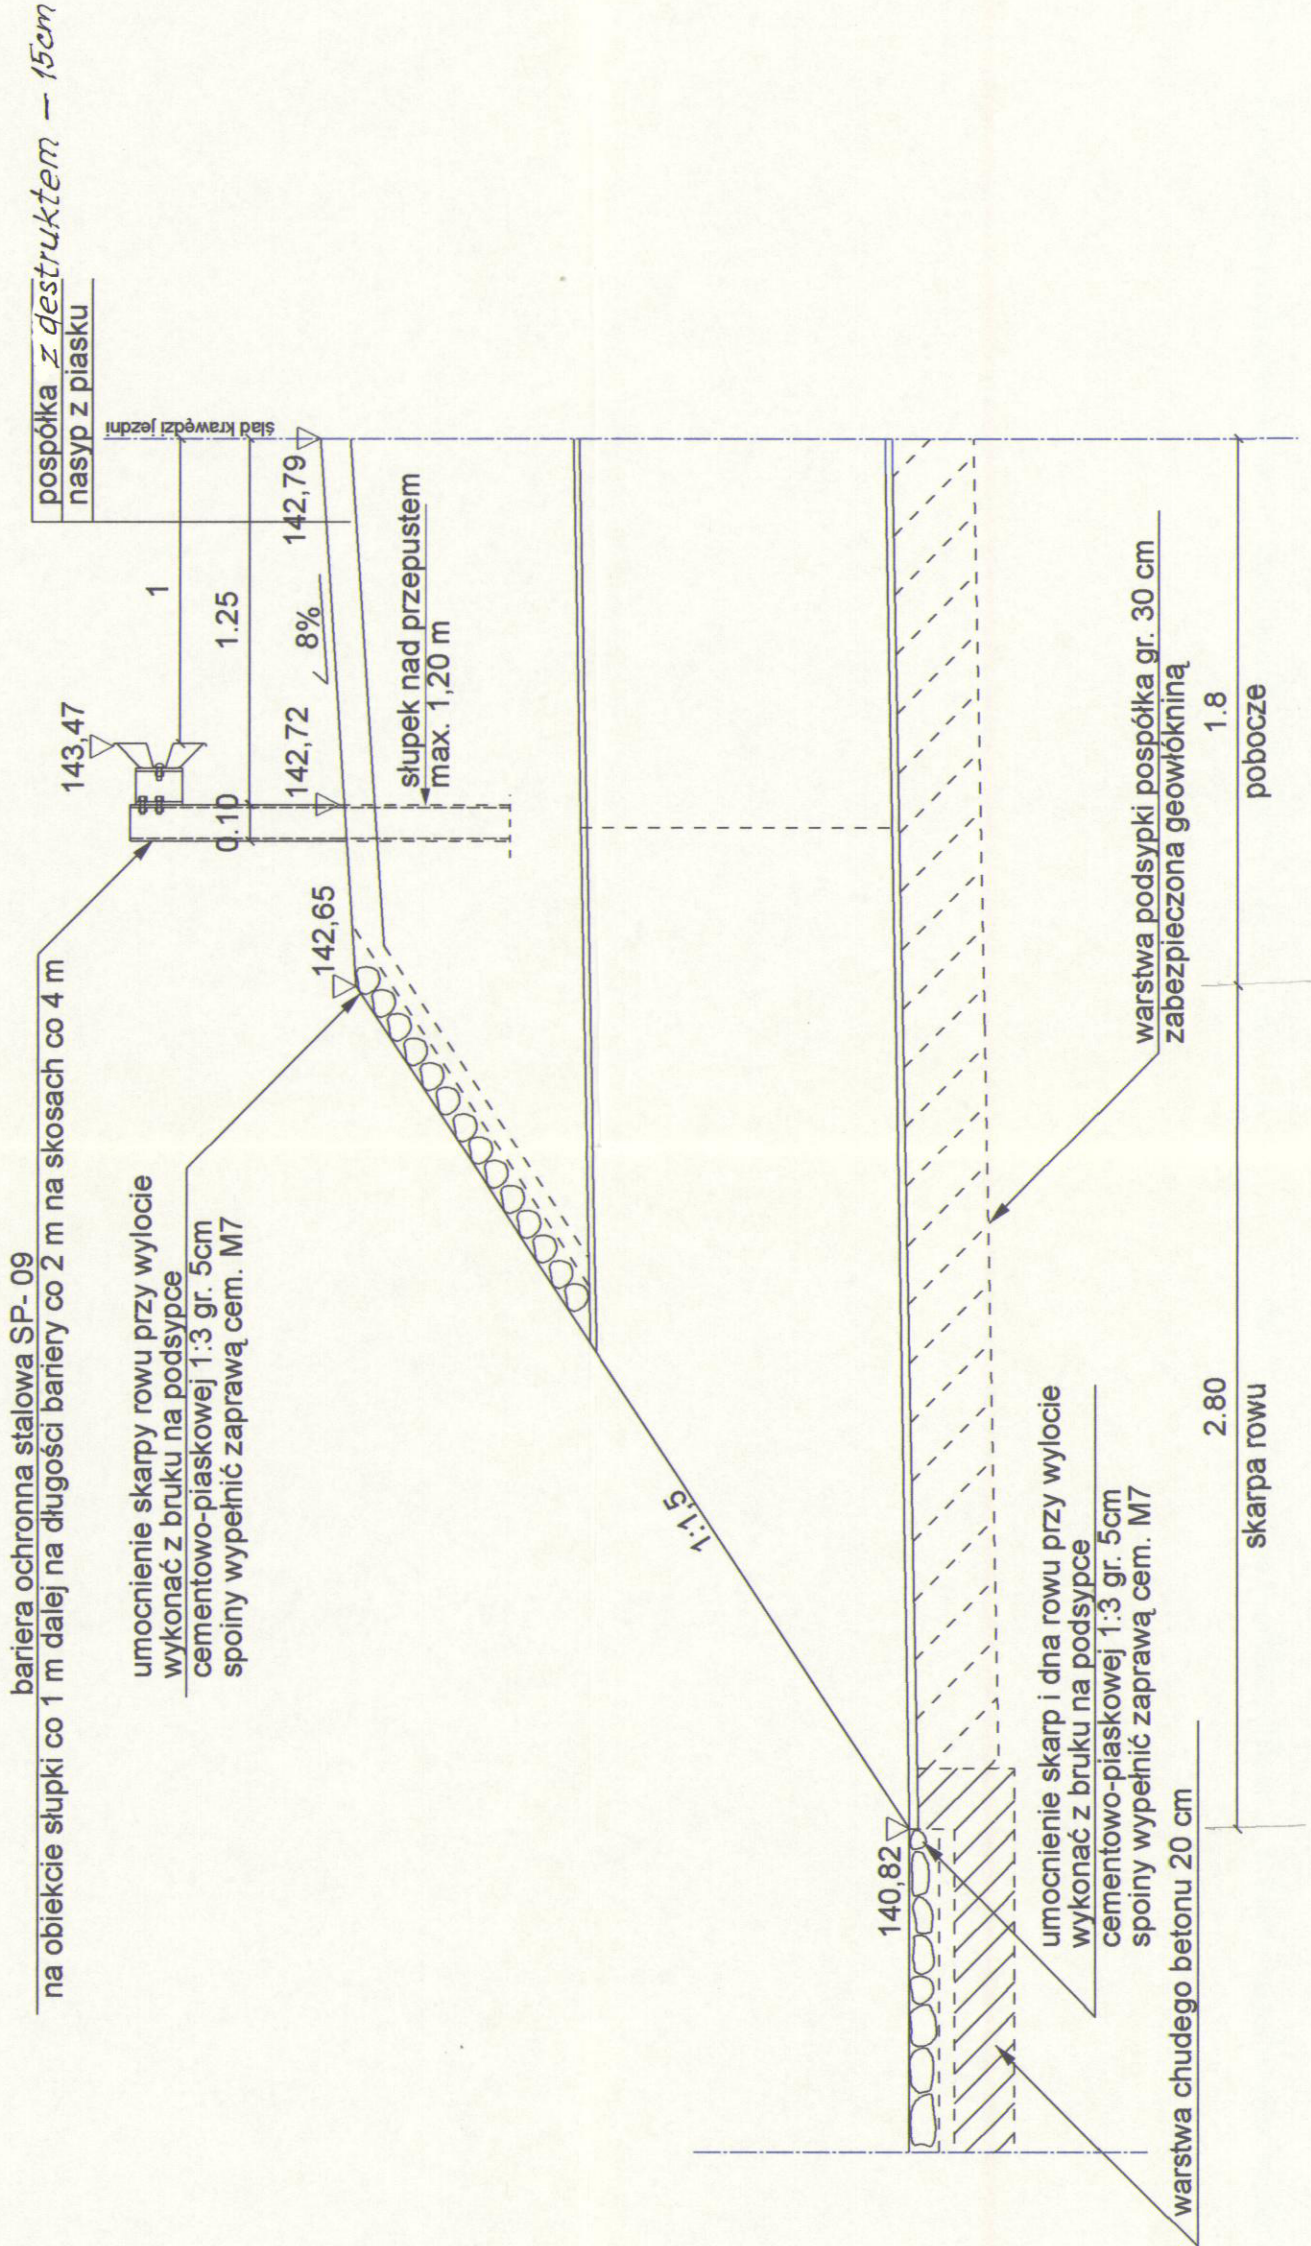 bariera ochronna stalowa SP- 09
na obiekcie słupki co 1 m dalej na długości bariery co 2 m na skosach co 4 m
pospółka z destruktem – 15cm
nasyp z piasku
umocnienie skarpy rowu przy wylocie
wykonać z bruku na podsypce
cementowo-piaskowej 1:3 gr. 5cm
spoiny wypełnić zaprawą cem. M7
143,47
ślad krawędzi jezdni
1
1.25
0.10
142,65
142,72
8%
142,79
słupek nad przepustem
max. 1,20 m
1:1,5
140,82
umocnienie skarp i dna rowu przy wylocie
wykonać z bruku na podsypce
cementowo-piaskowej 1:3 gr. 5cm
spoiny wypełnić zaprawą cem. M7
warstwa chudego betonu 20 cm
warstwa podsypki pospółka gr. 30 cm
zabezpieczona geowłókniną
2.80
skarpa rowu
1.8
pobocze